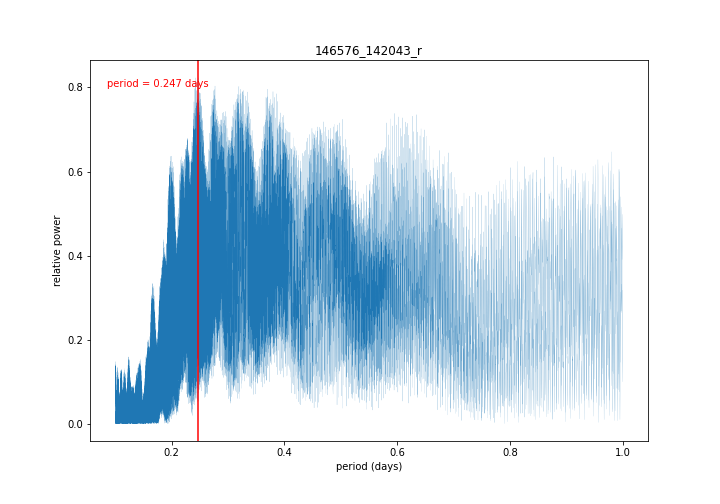 146576_142043_r
period = 0.247 days
0.8
0.6
0.4
0.2
0.0
relative power
0.2 0.4 0.6 0.8 1.0
period (days)